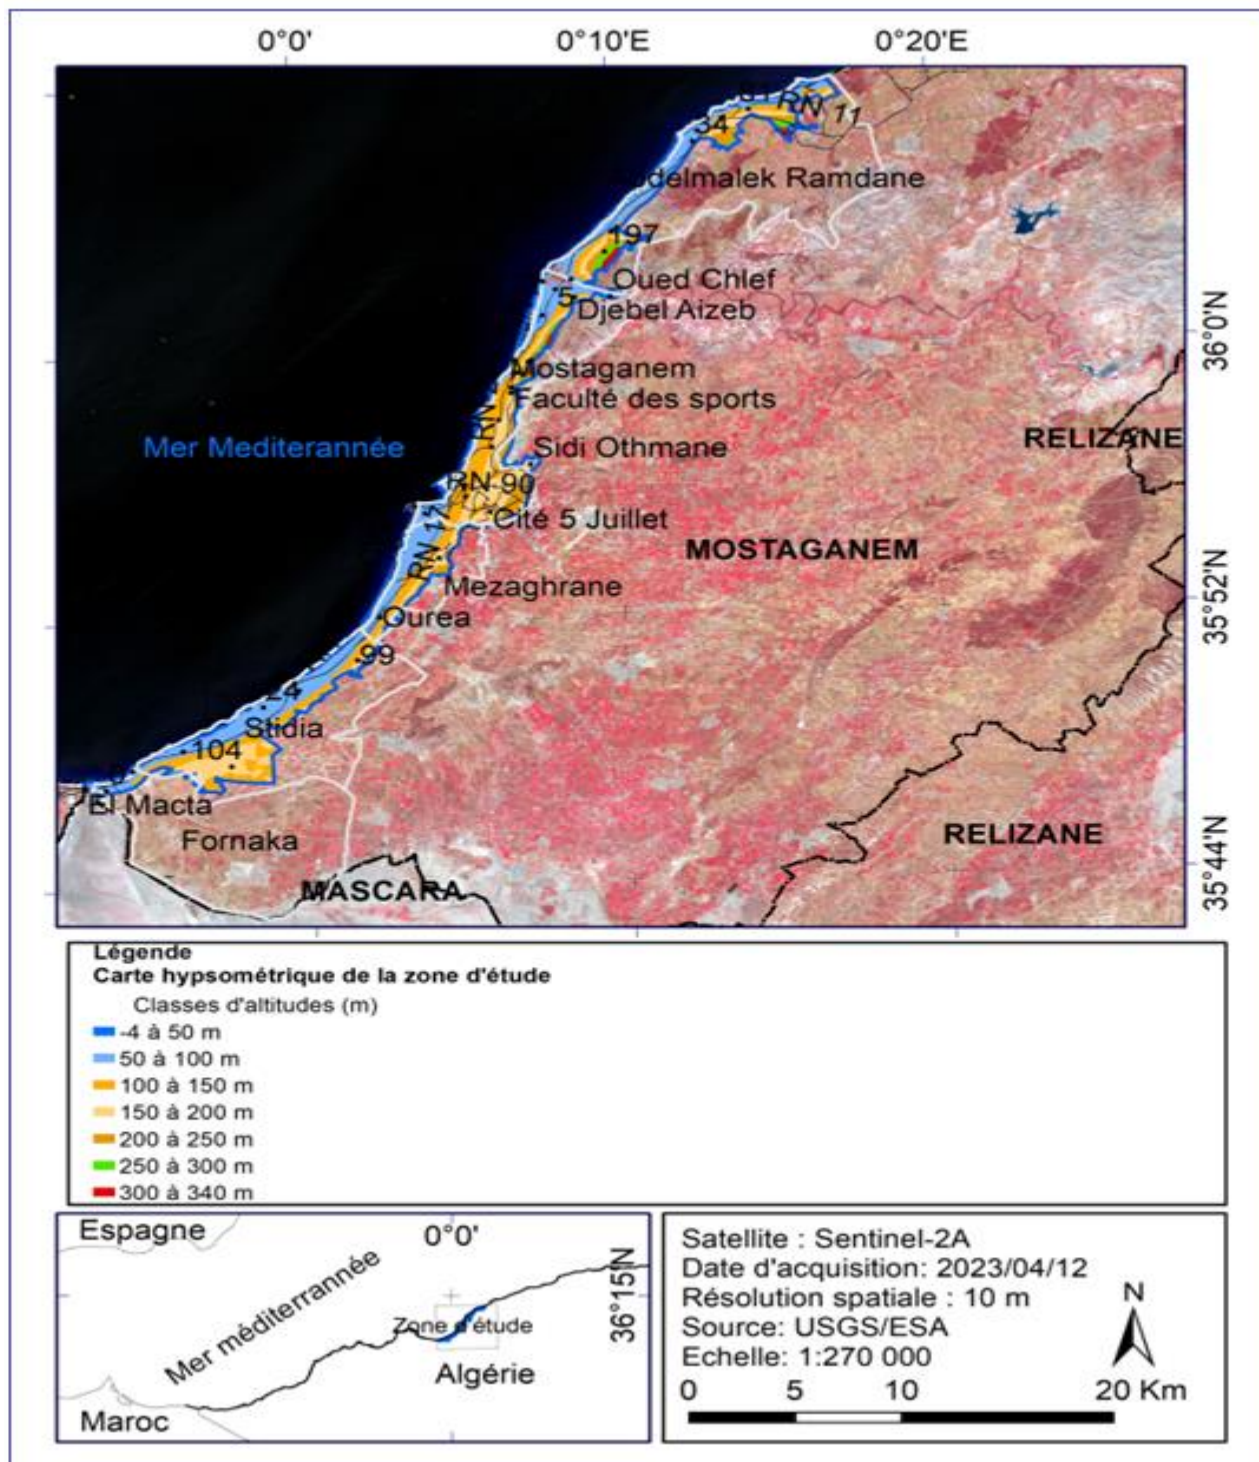 0°0' 0°10'E 0°20'E
RN 11
34
delmalek Ramdane
197
Oued Chlef
5
Djebel Aizeb
36°0'N
Mostaganem
Faculté des sports
RN
RELIZANE
Mer Mediterannée
Sidi Othmane
RN 90
Cité 5 Juillet
MOSTAGANEM
RN 17
Mezaghrane
35°52'N
Ourea
99
24
Stidia
104
El Macta
Fornaka
RELIZANE
MASCARA
35°44'N
Légende
Carte hypsométrique de la zone d'étude
Classes d'altitudes (m)
-4 à 50 m
50 à 100 m
100 à 150 m
150 à 200 m
200 à 250 m
250 à 300 m
300 à 340 m
Espagne
0°0'
Mer méditerrannée
36°15'N
Zone d'étude
Algérie
Maroc
Satellite : Sentinel-2A
Date d'acquisition: 2023/04/12
Résolution spatiale : 10 m
Source: USGS/ESA
Echelle: 1:270 000
N
0 5 10 20 Km